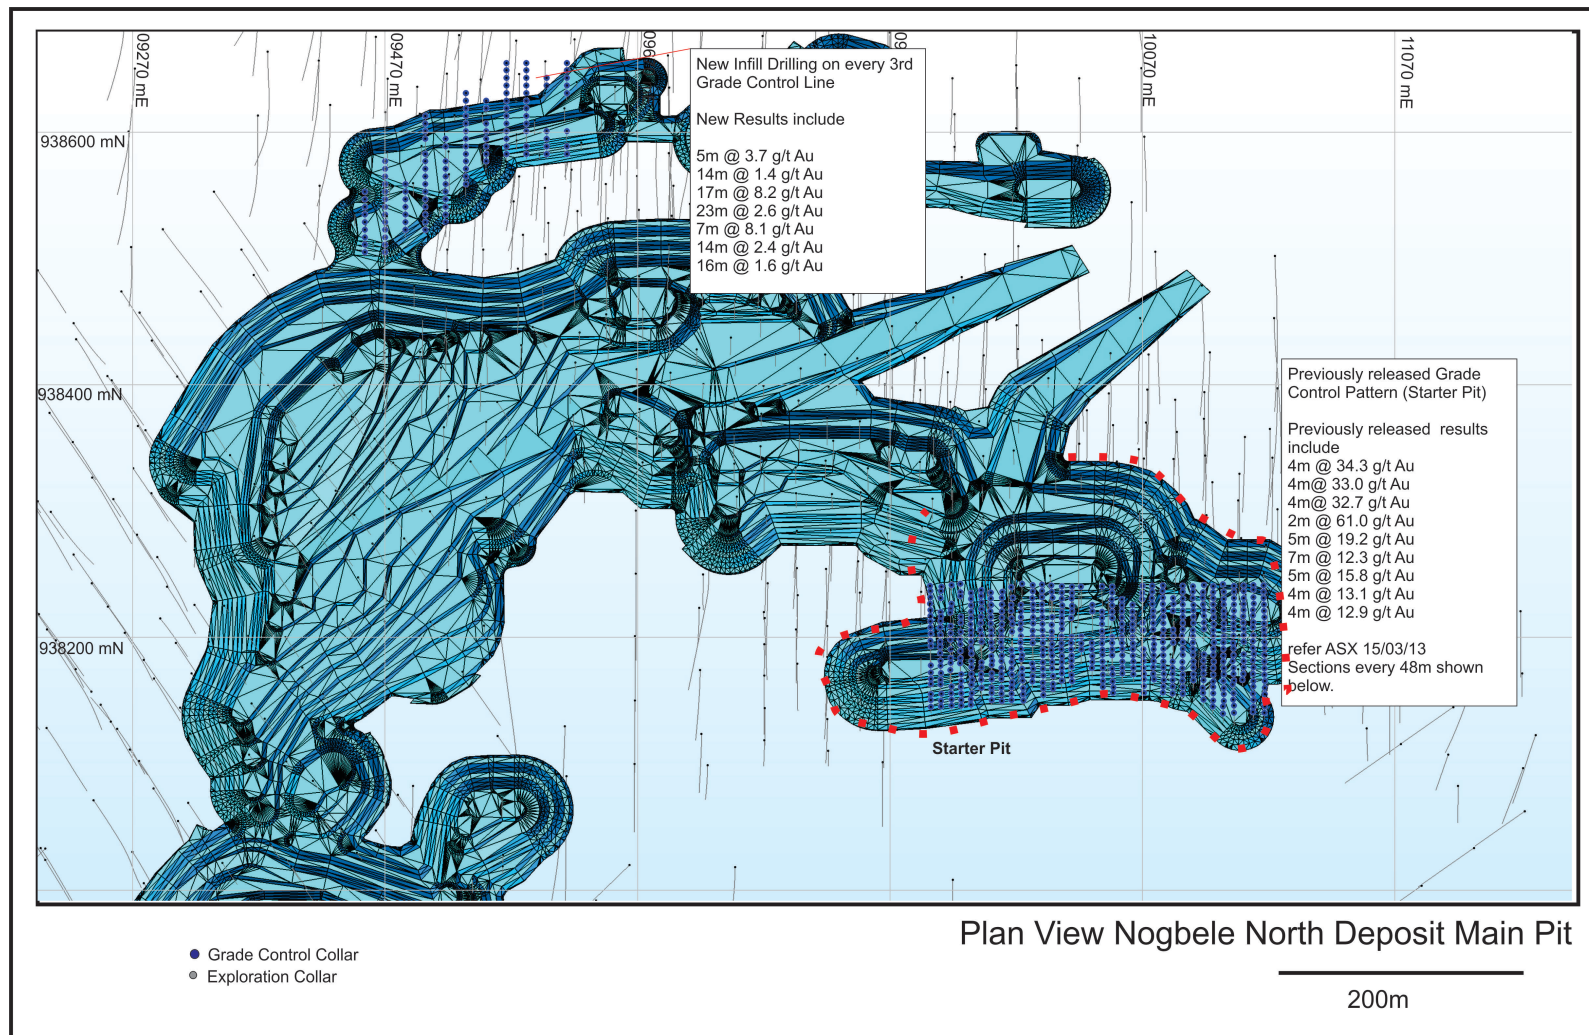 09270 mE
09470 mE
10070 mE
11070 mE
938600 mN
938400 mN
938200 mN
New Infill Drilling on every 3rd
Grade Control Line
New Results include
5m @ 3.7 g/t Au
14m @ 1.4 g/t Au
17m @ 8.2 g/t Au
23m @ 2.6 g/t Au
7m @ 8.1 g/t Au
14m @ 2.4 g/t Au
16m @ 1.6 g/t Au
Previously released Grade
Control Pattern (Starter Pit)
Previously released results
include
4m @ 34.3 g/t Au
4m@ 33.0 g/t Au
4m@ 32.7 g/t Au
2m @ 61.0 g/t Au
5m @ 19.2 g/t Au
7m @ 12.3 g/t Au
5m @ 15.8 g/t Au
4m @ 13.1 g/t Au
4m @ 12.9 g/t Au
refer ASX 15/03/13
Sections every 48m shown
below.
Starter Pit
Plan View Nogbele North Deposit Main Pit
Grade Control Collar
Exploration Collar
200m